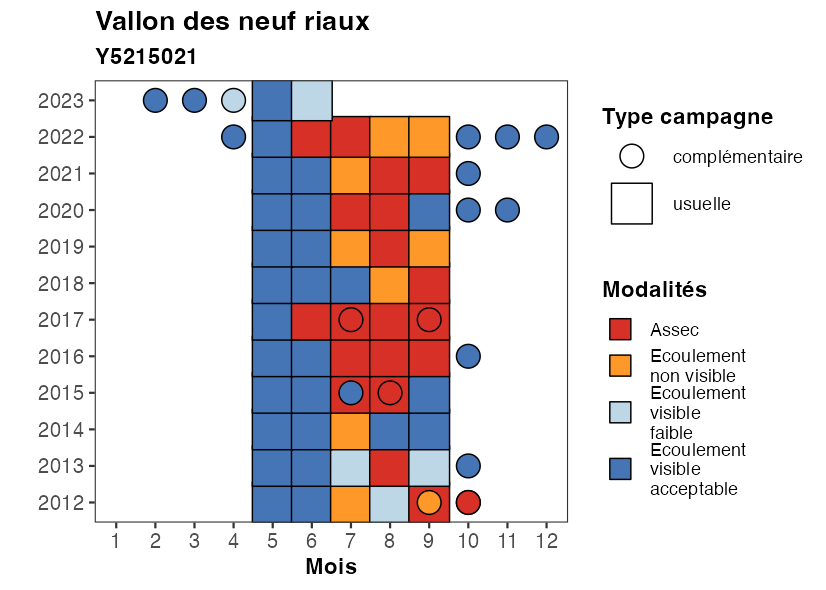 Vallon des neuf riaux
Y5215021
2023
2022
2021
2020
2019
2018
2017
2016
2015
2014
2013
2012
1 2 3 4 5 6 7 8 9 10 11 12
Mois
Type campagne
complémentaire
usuelle
Modalités
Assec
Ecoulement
non visible
Ecoulement
visible
faible
Ecoulement
visible
acceptable